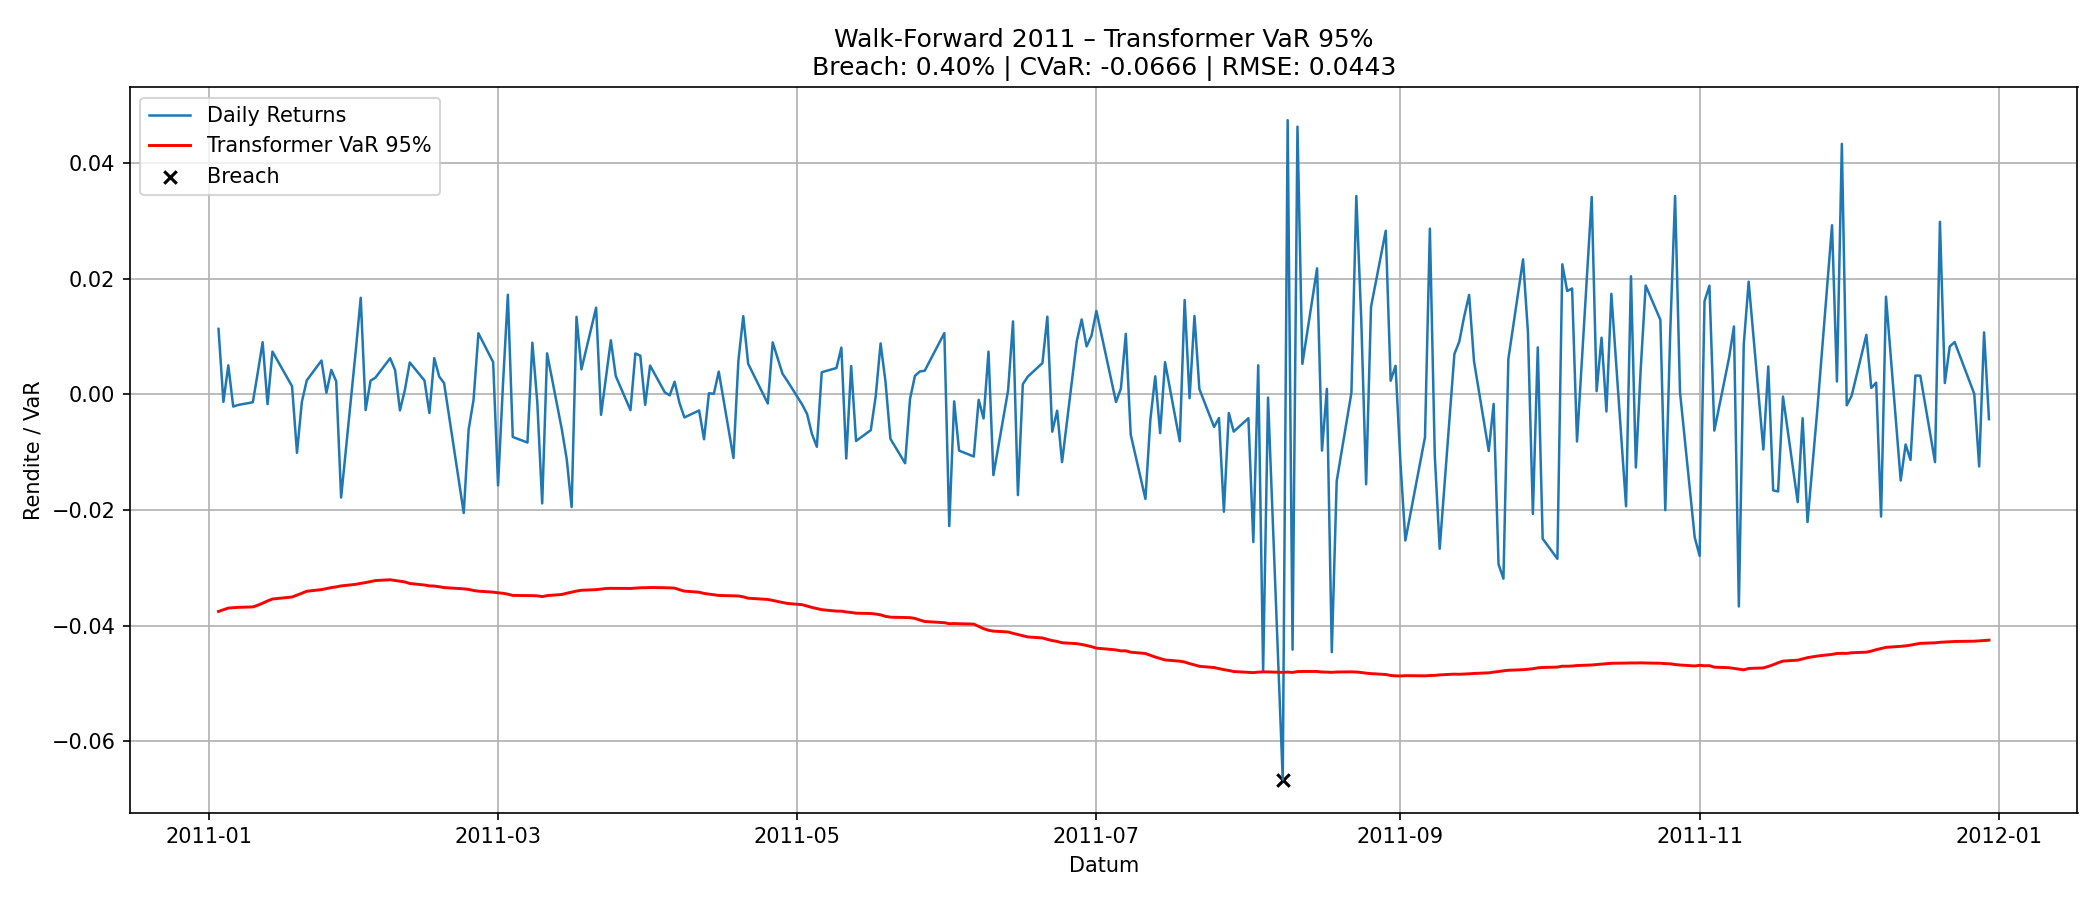 Walk-Forward 2011 – Transformer VaR 95%
Breach: 0.40% | CVaR: -0.0666 | RMSE: 0.0443
Daily Returns
Transformer VaR 95%
Breach
Rendite / VaR
0.04
0.02
0.00
−0.02
−0.04
−0.06
2011-01
2011-03
2011-05
2011-07
2011-09
2011-11
2012-01
Datum